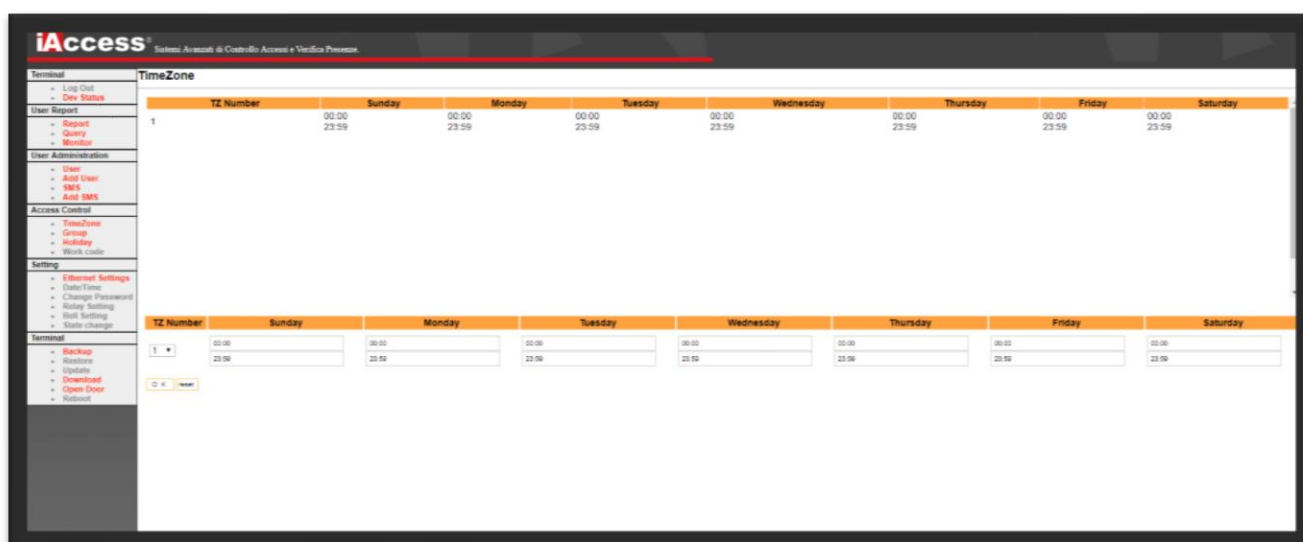 iAccess® Sistemi Avanzati di Controllo Accessi e Verifica Presenze.
Terminal
Log Out
Dev Status
User Report
Report
Query
Monitor
User Administration
User
Add User
SMS
Add SMS
Access Control
TimeZone
Group
Holiday
Work code
Setting
Ethernet Settings
Date/Time
Change Password
Relay Setting
Bell Setting
State change
Terminal
Backup
Restore
Update
Download
Open Door
Reboot
TimeZone
TZ Number Sunday Monday Tuesday Wednesday Thursday Friday Saturday
1 00:00 00:00 00:00 00:00 00:00 00:00 00:00
23:59 23:59 23:59 23:59 23:59 23:59 23:59
TZ Number Sunday Monday Tuesday Wednesday Thursday Friday Saturday
1 00:00 00:00 00:00 00:00 00:00 00:00 00:00
23:59 23:59 23:59 23:59 23:59 23:59 23:59
O K reset